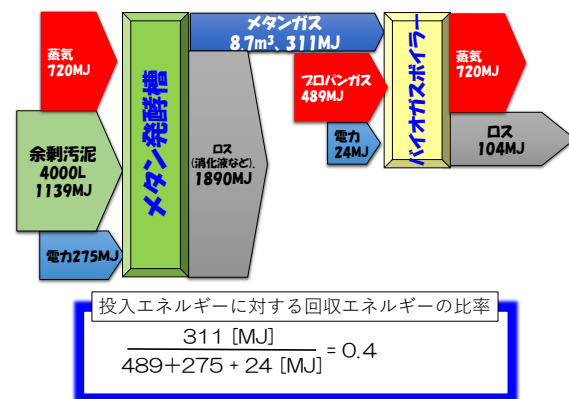 メタンガス
8.7m³、311MJ
蒸気
720MJ
プロパンガス
489MJ
蒸気
720MJ
メタン発酵槽
バイオガスボイラー
余剰汚泥
4000L
1139MJ
ロス
(消化液など).
1890MJ
電力
24MJ
ロス
104MJ
電力275MJ
投入エネルギーに対する回収エネルギーの比率
311 [MJ]
489+275 + 24 [MJ]
= 0.4